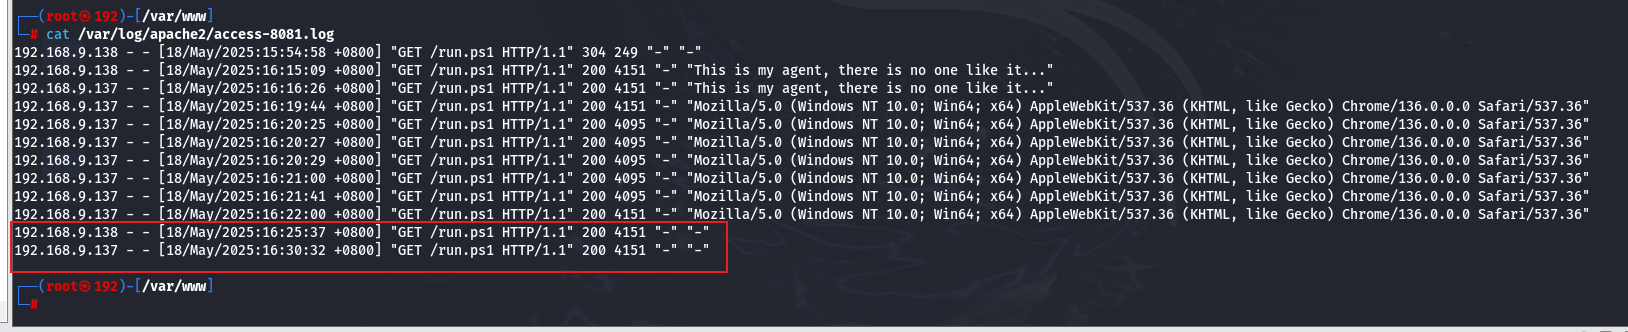 ┌──(root㉿192)-[/var/www]
└─# cat /var/log/apache2/access-8081.log
192.168.9.138 - - [18/May/2025:15:54:58 +0800] "GET /run.ps1 HTTP/1.1" 304 249 "-" "-"
192.168.9.138 - - [18/May/2025:16:15:09 +0800] "GET /run.ps1 HTTP/1.1" 200 4151 "-" "This is my agent, there is no one like it..."
192.168.9.137 - - [18/May/2025:16:16:26 +0800] "GET /run.ps1 HTTP/1.1" 200 4151 "-" "This is my agent, there is no one like it..."
192.168.9.137 - - [18/May/2025:16:19:44 +0800] "GET /run.ps1 HTTP/1.1" 200 4151 "-" "Mozilla/5.0 (Windows NT 10.0; Win64; x64) AppleWebKit/537.36 (KHTML, like Gecko) Chrome/136.0.0.0 Safari/537.36"
192.168.9.137 - - [18/May/2025:16:20:25 +0800] "GET /run.ps1 HTTP/1.1" 200 4095 "-" "Mozilla/5.0 (Windows NT 10.0; Win64; x64) AppleWebKit/537.36 (KHTML, like Gecko) Chrome/136.0.0.0 Safari/537.36"
192.168.9.137 - - [18/May/2025:16:20:27 +0800] "GET /run.ps1 HTTP/1.1" 200 4095 "-" "Mozilla/5.0 (Windows NT 10.0; Win64; x64) AppleWebKit/537.36 (KHTML, like Gecko) Chrome/136.0.0.0 Safari/537.36"
192.168.9.137 - - [18/May/2025:16:20:29 +0800] "GET /run.ps1 HTTP/1.1" 200 4095 "-" "Mozilla/5.0 (Windows NT 10.0; Win64; x64) AppleWebKit/537.36 (KHTML, like Gecko) Chrome/136.0.0.0 Safari/537.36"
192.168.9.137 - - [18/May/2025:16:21:00 +0800] "GET /run.ps1 HTTP/1.1" 200 4095 "-" "Mozilla/5.0 (Windows NT 10.0; Win64; x64) AppleWebKit/537.36 (KHTML, like Gecko) Chrome/136.0.0.0 Safari/537.36"
192.168.9.137 - - [18/May/2025:16:21:41 +0800] "GET /run.ps1 HTTP/1.1" 200 4095 "-" "Mozilla/5.0 (Windows NT 10.0; Win64; x64) AppleWebKit/537.36 (KHTML, like Gecko) Chrome/136.0.0.0 Safari/537.36"
192.168.9.137 - - [18/May/2025:16:22:00 +0800] "GET /run.ps1 HTTP/1.1" 200 4151 "-" "Mozilla/5.0 (Windows NT 10.0; Win64; x64) AppleWebKit/537.36 (KHTML, like Gecko) Chrome/136.0.0.0 Safari/537.36"
192.168.9.138 - - [18/May/2025:16:25:37 +0800] "GET /run.ps1 HTTP/1.1" 200 4151 "-" "-"
192.168.9.137 - - [18/May/2025:16:30:32 +0800] "GET /run.ps1 HTTP/1.1" 200 4151 "-" "-"
┌──(root㉿192)-[/var/www]
└─#